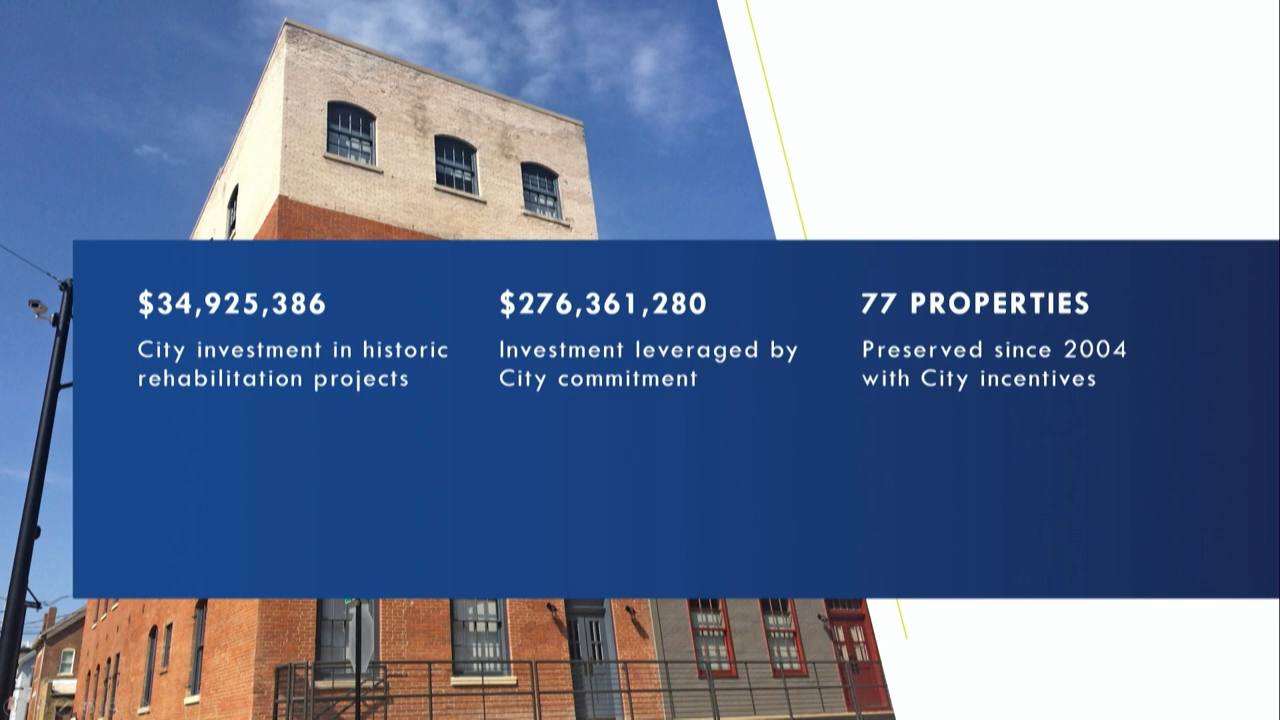 $34,925,386
City investment in historic
rehabilitation projects
$276,361,280
Investment leveraged by
City commitment
77 PROPERTIES
Preserved since 2004
with City incentives